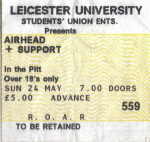 LEICESTER UNIVERSITY
STUDENTS' UNION ENTS.
Presents
AIRHEAD
+ SUPPORT
In the Pitt
Over 18's only
SUN 24 MAY . 7.00 DOORS
£5.00 ADVANCE
559
R. O. A. R
TO BE RETAINED